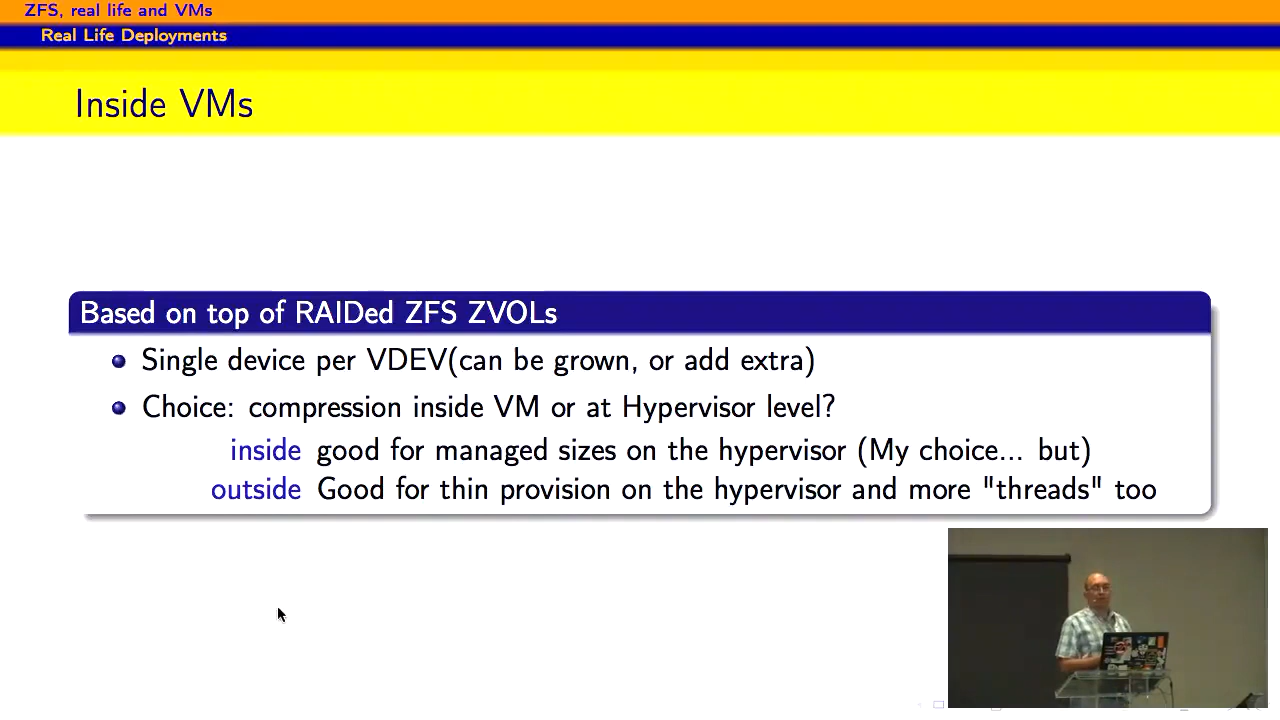 ZFS, real life and VMs
Real Life Deployments
Inside VMs
Based on top of RAIDed ZFS ZVOLs
Single device per VDEV(can be grown, or add extra)
Choice: compression inside VM or at Hypervisor level?
inside good for managed sizes on the hypervisor (My choice... but)
outside Good for thin provision on the hypervisor and more "threads" too